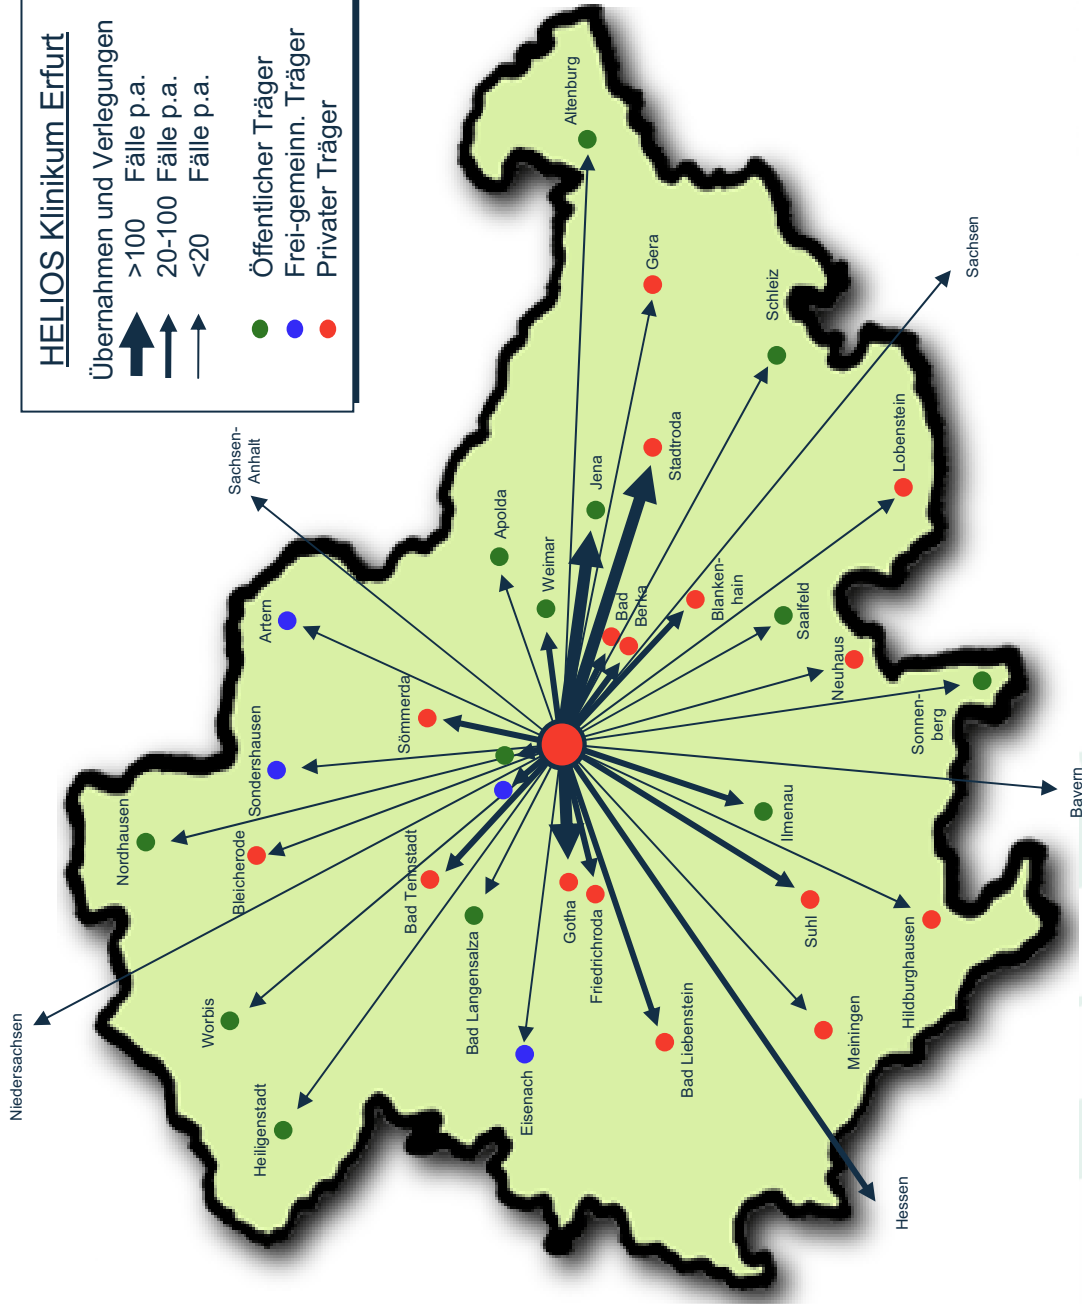 HELIOS Klinikum Erfurt
Übernahmen und Verlegungen
>100 Fälle p.a.
20-100 Fälle p.a.
<20 Fälle p.a.
Öffentlicher Träger
Frei-gemeinn. Träger
Privater Träger
Niedersachsen
Nordhausen
Sondershausen
Artern
Sachsen-
Anhalt
Bleicherode
Worbis
Heiligenstadt
Sömmerda
Bad Tennstadt
Bad Langensalza
Apolda
Weimar
Jena
Altenburg
Gera
Stadtroda
Schleiz
Sachsen
Eisenach
Gotha
Friedrichroda
Bad Liebenstein
Bad
Berka
Blanken-
hain
Saalfeld
Lobenstein
Neuhaus
Sonnen-
berg
Ilmenau
Suhl
Meiningen
Hildburghausen
Hessen
Bayern